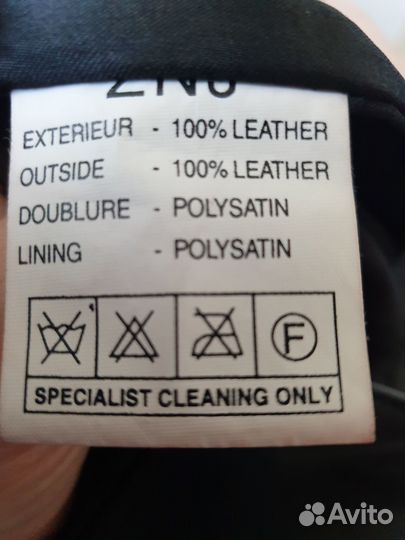 EXTERIEUR - 100% LEATHER
OUTSIDE - 100% LEATHER
DOUBLURE - POLYSATIN
LINING - POLYSATIN
F
SPECIALIST CLEANING ONLY
Avito